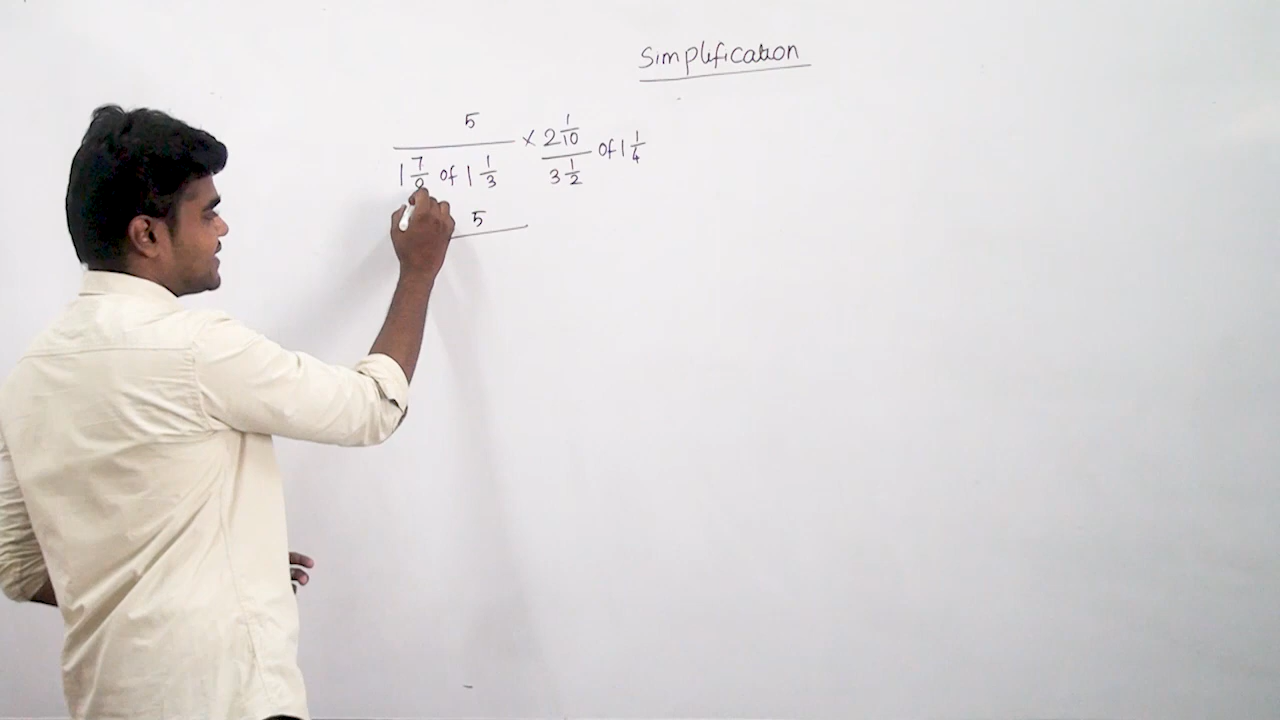 Simplification
5 × 2 1/10 of 1 1/4
1 7/9 of 1 1/3 3 1/2
5